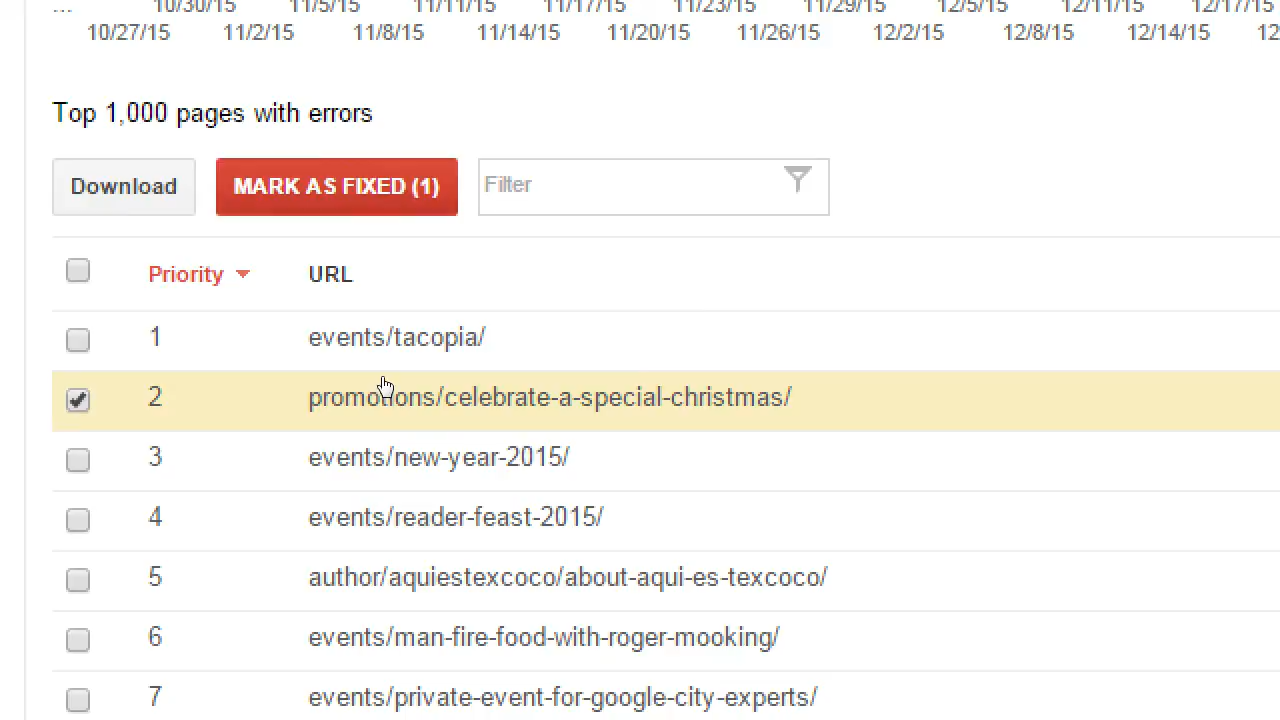 ... 10/30/15 11/5/15 11/11/15 11/17/15 11/23/15 11/29/15 12/5/15 12/11/15 12/17/15
10/27/15 11/2/15 11/8/15 11/14/15 11/20/15 11/26/15 12/2/15 12/8/15 12/14/15
Top 1,000 pages with errors
Download MARK AS FIXED (1) Filter
Priority URL
1 events/tacopia/
2 promotions/celebrate-a-special-christmas/
3 events/new-year-2015/
4 events/reader-feast-2015/
5 author/aquiestexcoco/about-aqui-es-texcoco/
6 events/man-fire-food-with-roger-mooking/
7 events/private-event-for-google-city-experts/